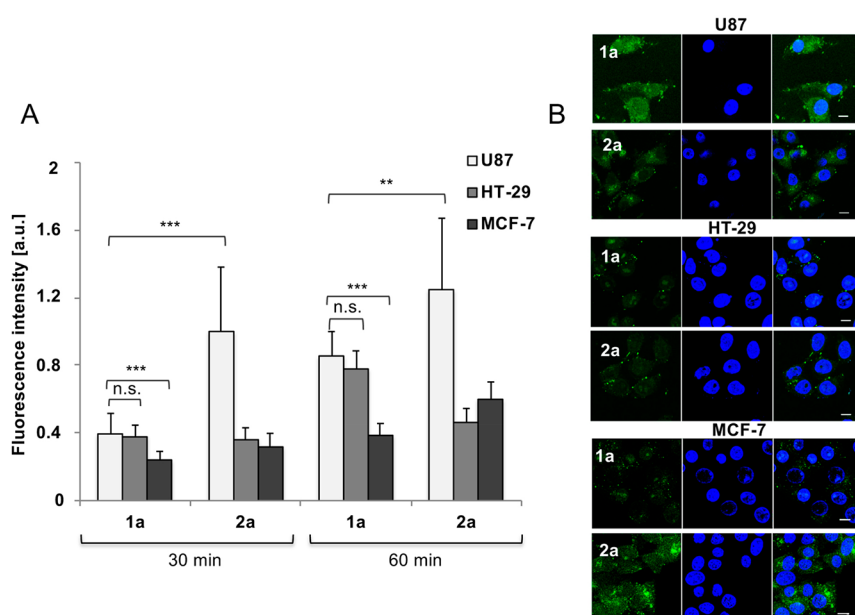 A
Fluorescence intensity [a.u.]
2
1.6
1.2
0.8
0.4
0
U87
HT-29
MCF-7
***
n.s.
***
***
n.s.
***
**
1a
2a
1a
2a
30 min
60 min
B
U87
1a
2a
HT-29
1a
2a
MCF-7
1a
2a